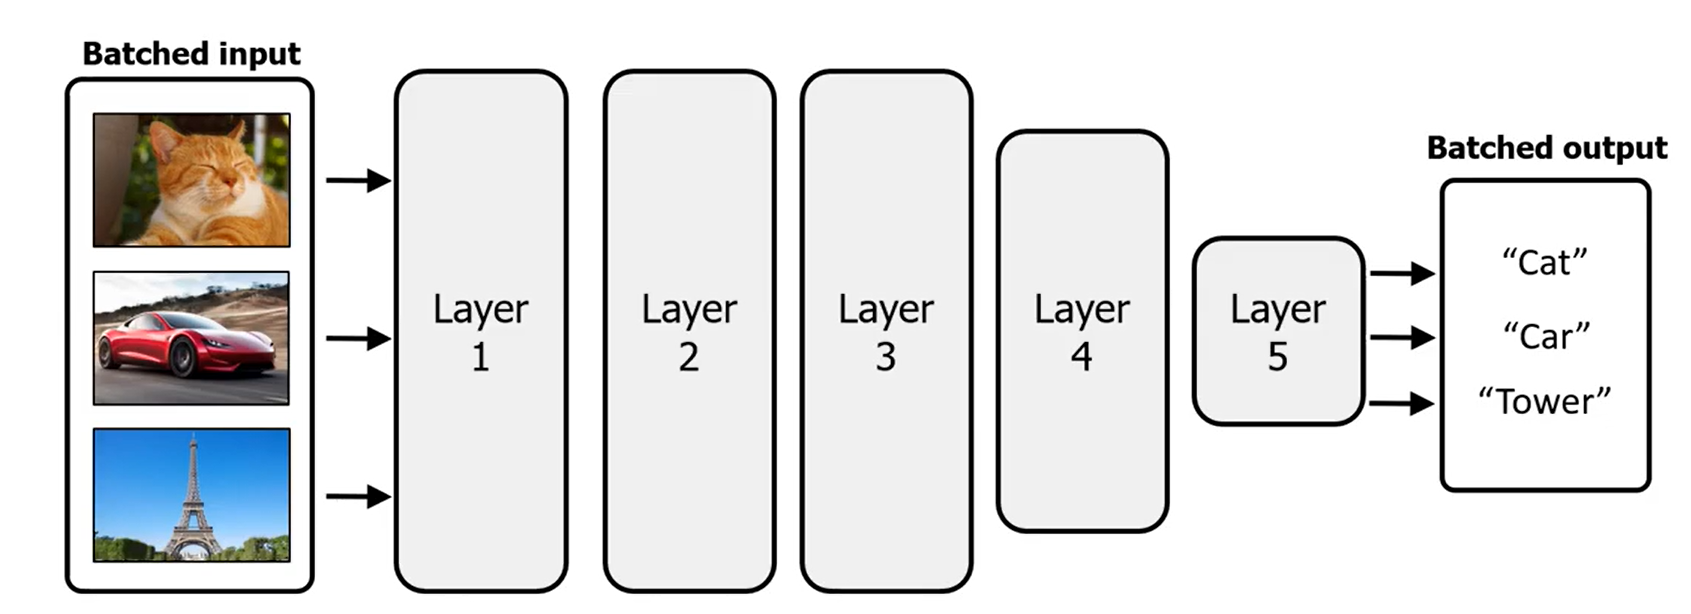 Batched input
Batched output
Layer
1
Layer
2
Layer
3
Layer
4
Layer
5
“Cat”
“Car”
“Tower”